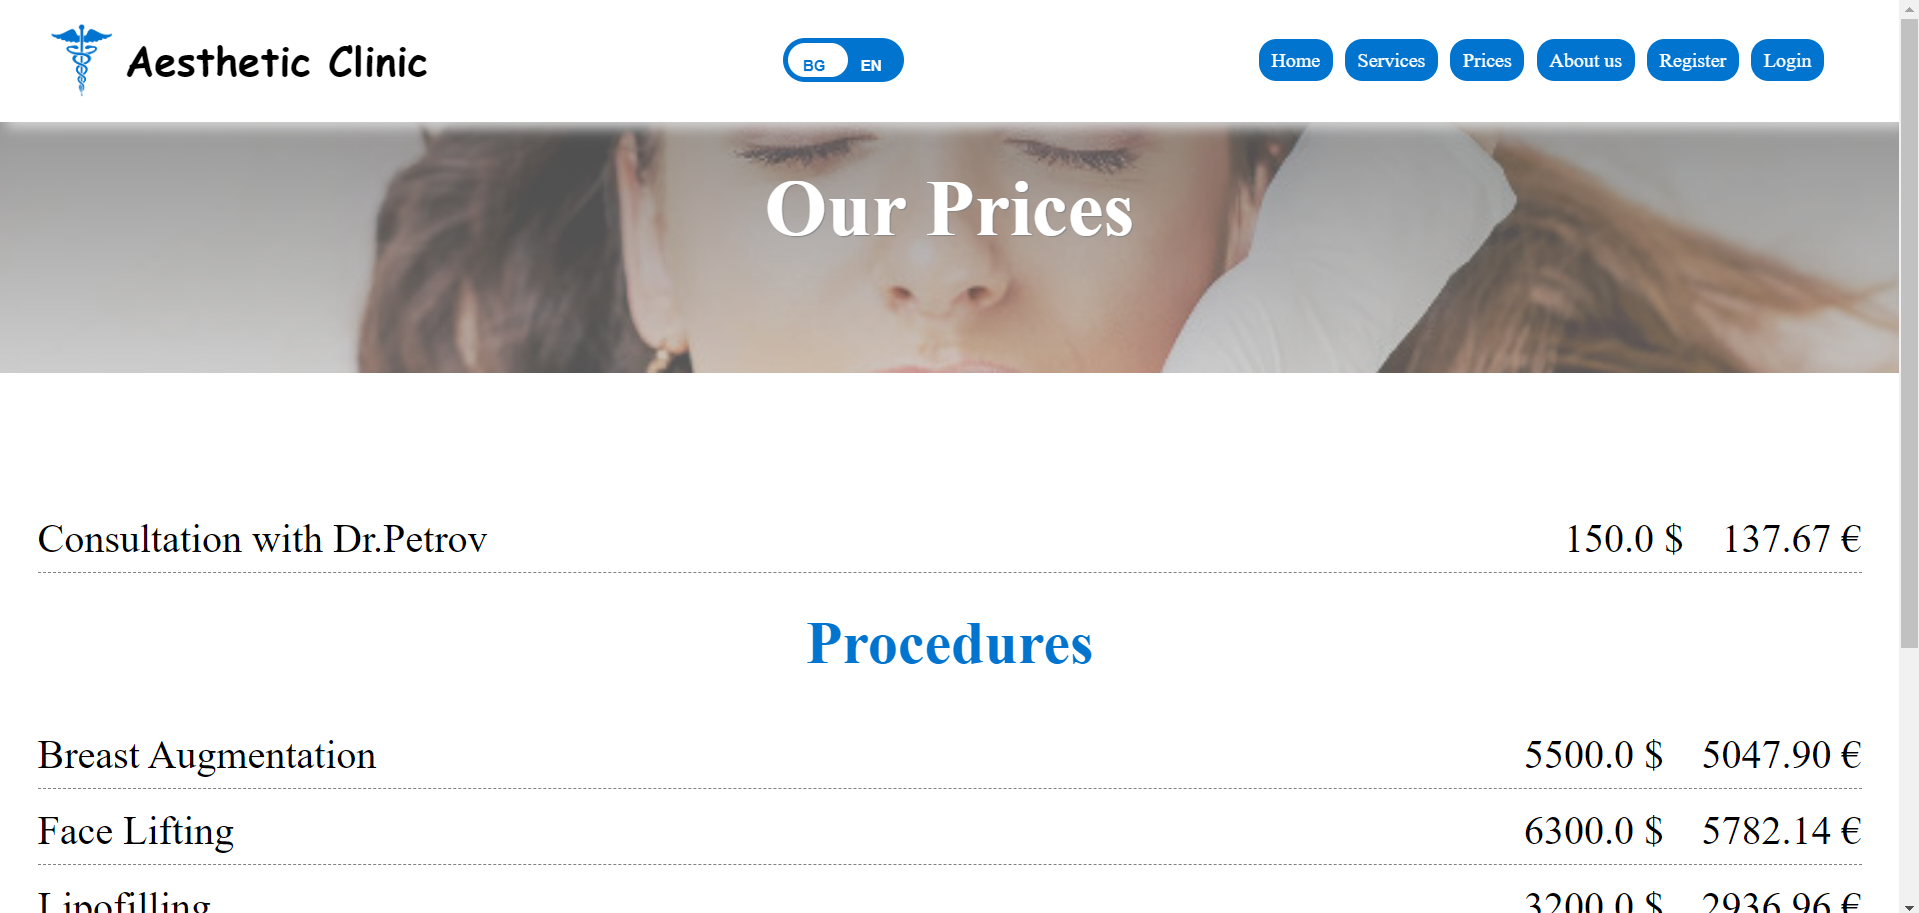 Aesthetic Clinic
BG EN
Home Services Prices About us Register Login
Our Prices
Consultation with Dr.Petrov 150.0 $ 137.67 €
Procedures
Breast Augmentation 5500.0 $ 5047.90 €
Face Lifting 6300.0 $ 5782.14 €
Lipofilling 3200.0 $ 2936.96 €